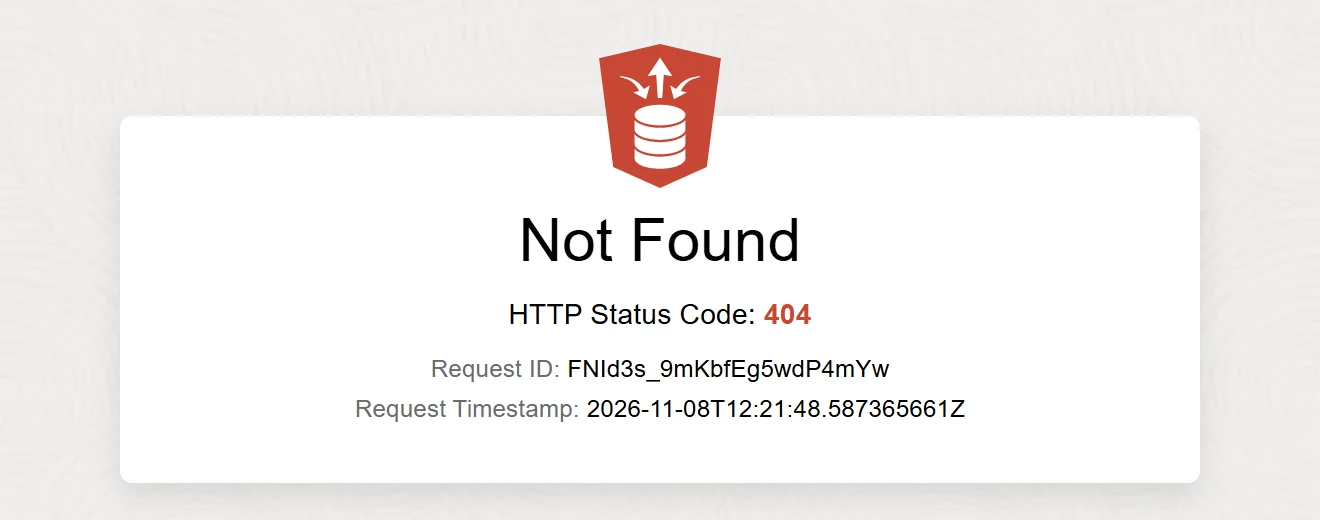 Not Found
HTTP Status Code: 404
Request ID: FNId3s_9mKbfEg5wdP4mYw
Request Timestamp: 2026-11-08T12:21:48.587365661Z